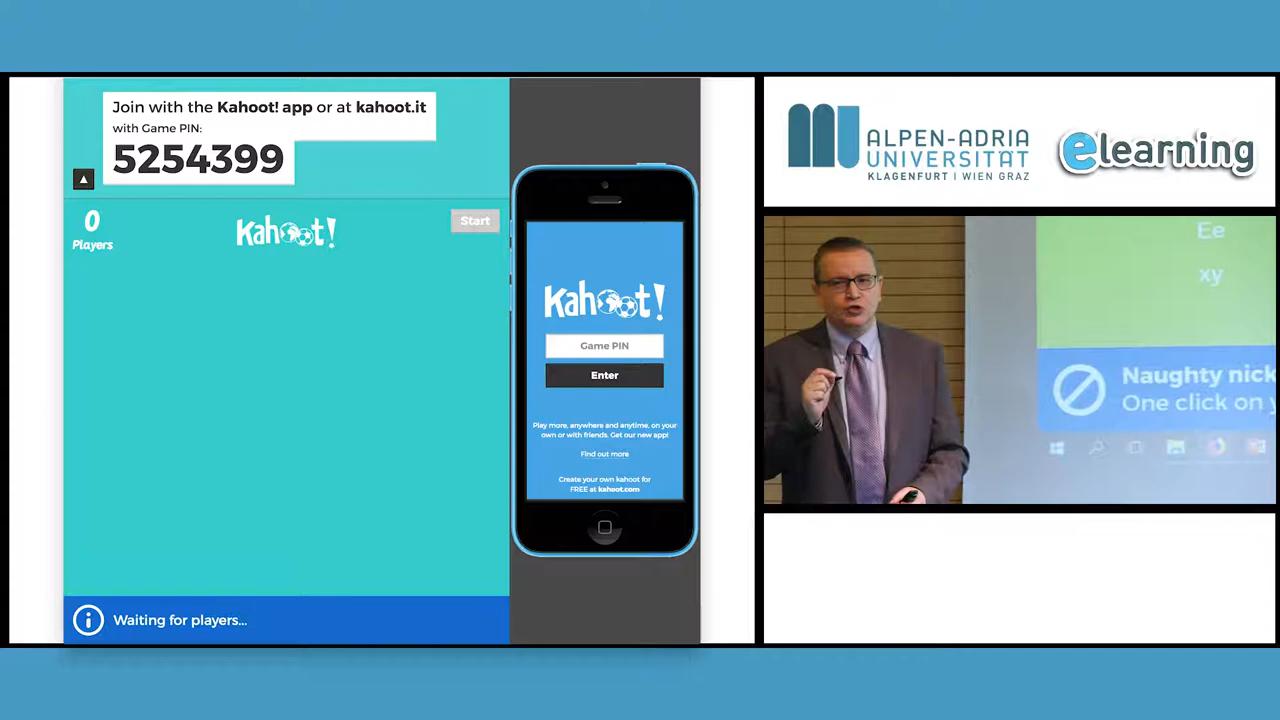 Join with the Kahoot! app or at kahoot.it
with Game PIN:
5254399
0
Players
Kahoot!
Start
Waiting for players...
Kahoot!
Game PIN
Enter
Play more, anywhere and anytime, on your
own or with friends. Get our new app!
Find out more
Create your own kahoot for
FREE at kahoot.com
ALPEN-ADRIA
UNIVERSITÄT
KLAGENFURT | WIEN GRAZ
elearning
Ee
xy
Naughty nick
One click on y